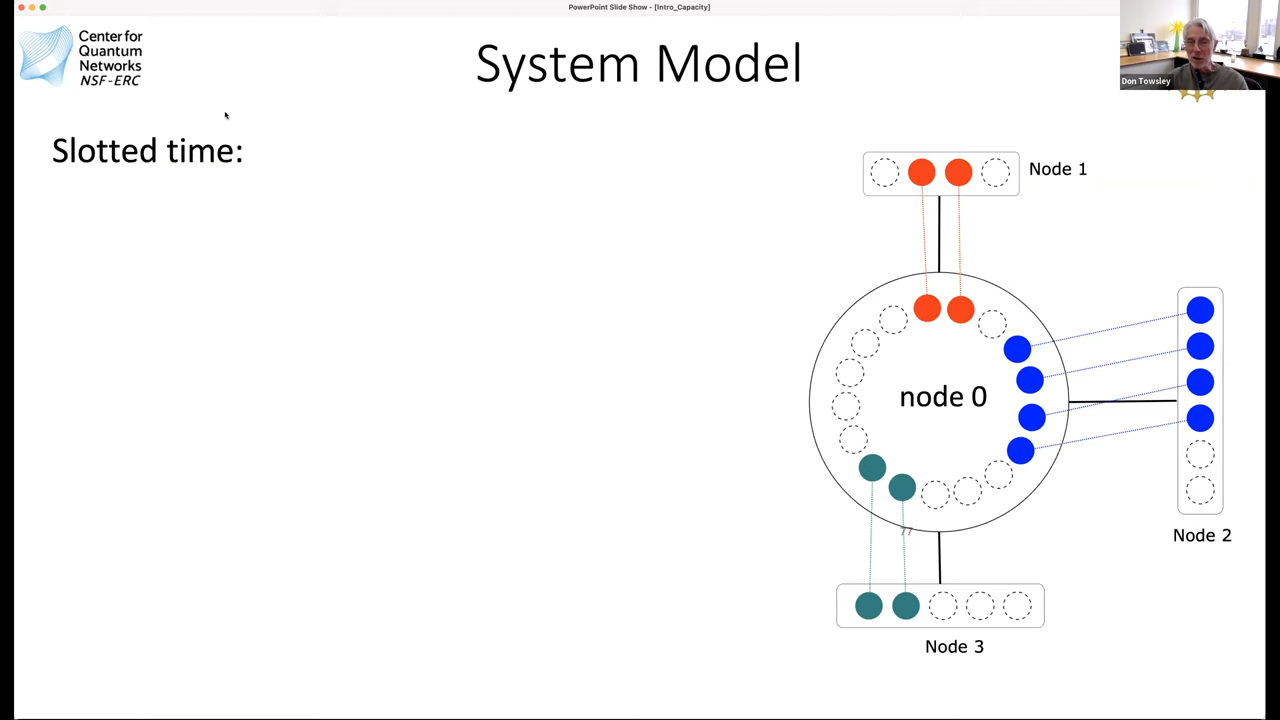 PowerPoint Slide Show - [Intro_Capacity]
Center for
Quantum
Networks
NSF-ERC
System Model
Don Towsley
Slotted time:
Node 1
node 0
Node 2
77
Node 3